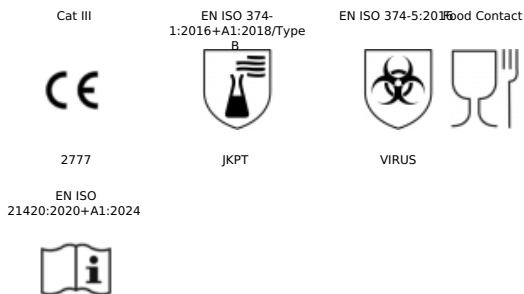 Cat III
EN ISO 374-
1:2016+A1:2018/Type
B
EN ISO 374-5:2016
Food Contact
CE
2777
JKPT
VIRUS
EN ISO
21420:2020+A1:2024
i